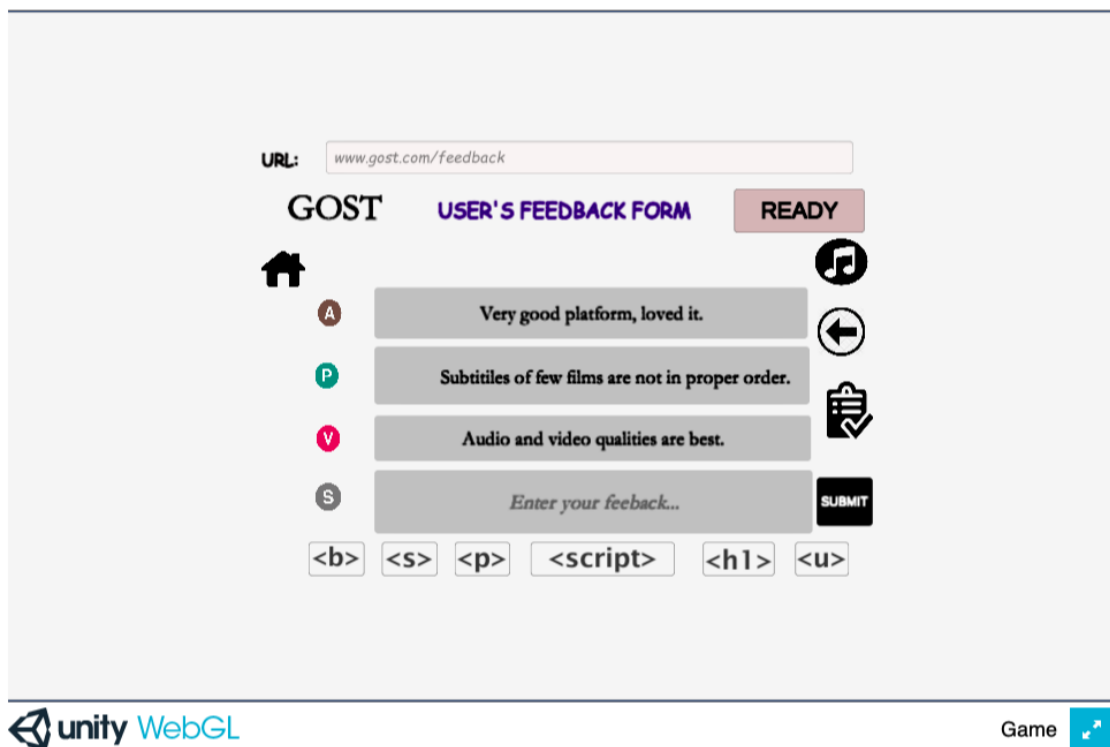 URL: www.gost.com/feedback
GOST USER'S FEEDBACK FORM READY
A Very good platform, loved it.
P Subtitiles of few films are not in proper order.
V Audio and video qualities are best.
S Enter your feeback... SUBMIT
<b> <s> <p> <script> <h1> <u>
unity WebGL Game